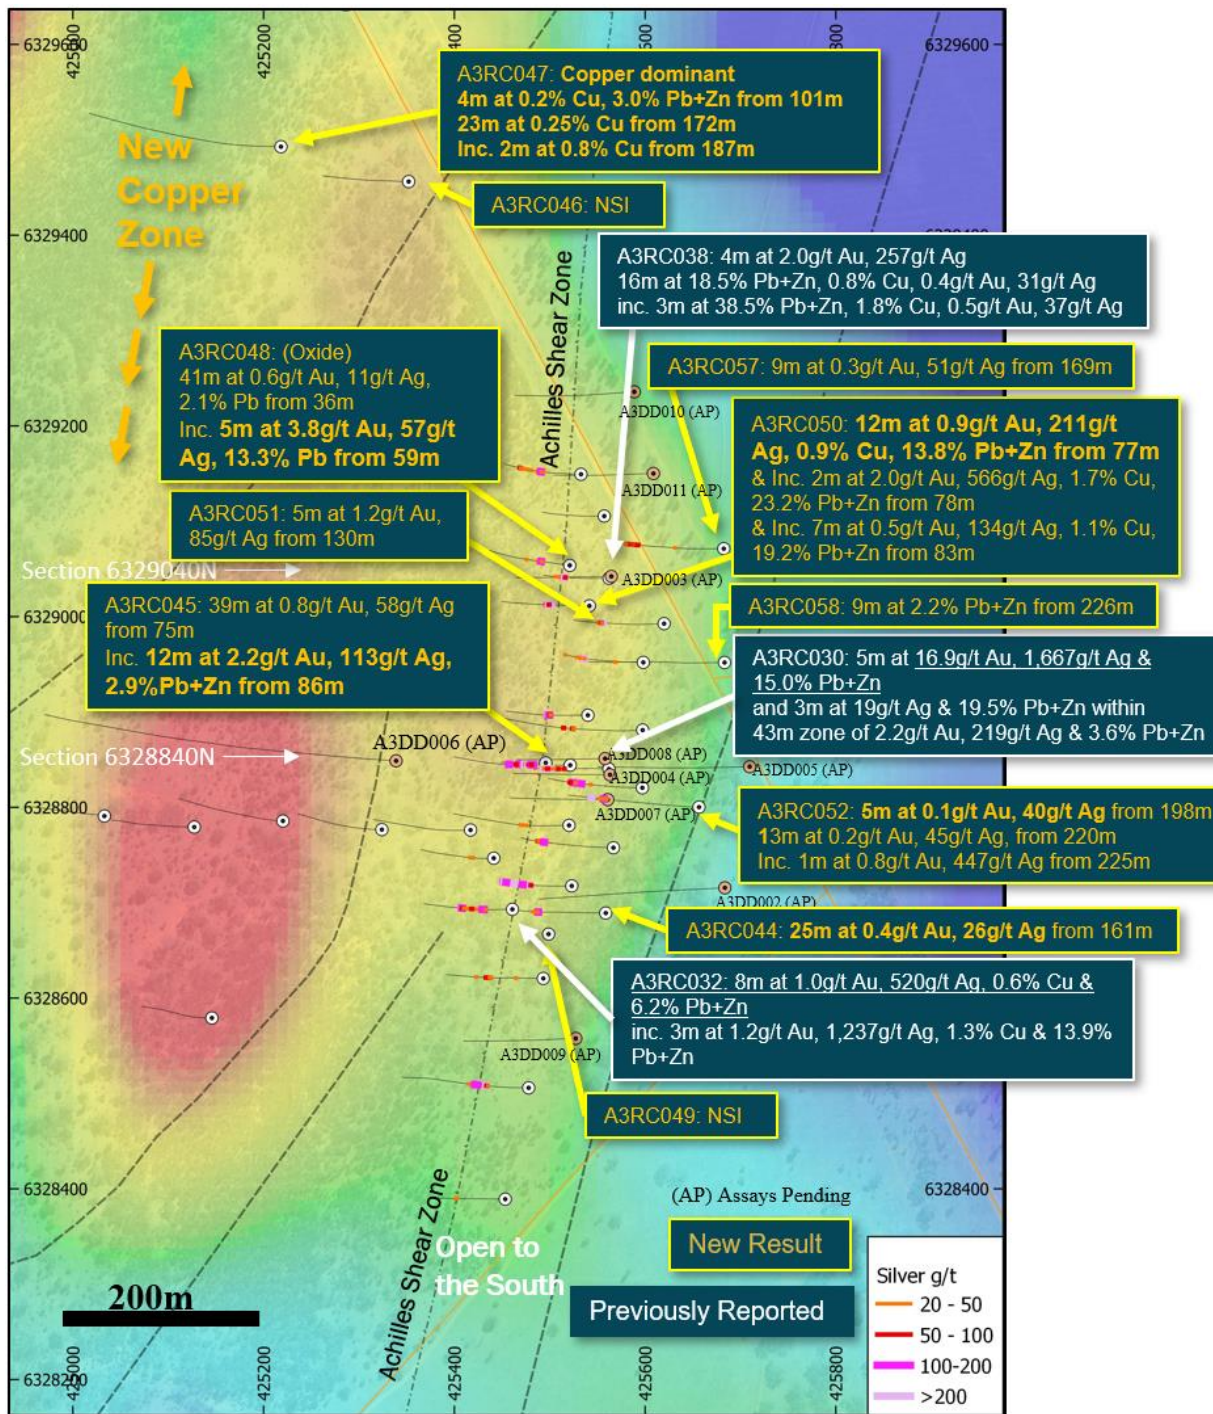 6329600
425000
425200
400
600
800
6329600
A3RC047: Copper dominant
4m at 0.2% Cu, 3.0% Pb+Zn from 101m
23m at 0.25% Cu from 172m
Inc. 2m at 0.8% Cu from 187m
New
Copper
Zone
A3RC046: NSI
6329400
6329400
A3RC038: 4m at 2.0g/t Au, 257g/t Ag
16m at 18.5% Pb+Zn, 0.8% Cu, 0.4g/t Au, 31g/t Ag
inc. 3m at 38.5% Pb+Zn, 1.8% Cu, 0.5g/t Au, 37g/t Ag
Achilles Shear Zone
A3RC048: (Oxide)
41m at 0.6g/t Au, 11g/t Ag,
2.1% Pb from 36m
Inc. 5m at 3.8g/t Au, 57g/t
Ag, 13.3% Pb from 59m
A3RC057: 9m at 0.3g/t Au, 51g/t Ag from 169m
A3DD010 (AP)
6329200
A3RC050: 12m at 0.9g/t Au, 211g/t
Ag, 0.9% Cu, 13.8% Pb+Zn from 77m
& Inc. 2m at 2.0g/t Au, 566g/t Ag, 1.7% Cu,
23.2% Pb+Zn from 78m
& Inc. 7m at 0.5g/t Au, 134g/t Ag, 1.1% Cu,
19.2% Pb+Zn from 83m
A3DD011 (AP)
A3RC051: 5m at 1.2g/t Au,
85g/t Ag from 130m
Section 6329040N
A3DD003 (AP)
6329000
A3RC045: 39m at 0.8g/t Au, 58g/t Ag
from 75m
Inc. 12m at 2.2g/t Au, 113g/t Ag,
2.9%Pb+Zn from 86m
A3RC058: 9m at 2.2% Pb+Zn from 226m
A3RC030: 5m at 16.9g/t Au, 1,667g/t Ag &
15.0% Pb+Zn
and 3m at 19g/t Ag & 19.5% Pb+Zn within
43m zone of 2.2g/t Au, 219g/t Ag & 3.6% Pb+Zn
Section 6328840N
A3DD006 (AP)
A3DD008 (AP)
A3DD004 (AP)
A3DD005 (AP)
6328800
A3DD007 (AP)
A3RC052: 5m at 0.1g/t Au, 40g/t Ag from 198m
13m at 0.2g/t Au, 45g/t Ag, from 220m
Inc. 1m at 0.8g/t Au, 447g/t Ag from 225m
A3DD002 (AP)
A3RC044: 25m at 0.4g/t Au, 26g/t Ag from 161m
A3RC032: 8m at 1.0g/t Au, 520g/t Ag, 0.6% Cu &
6.2% Pb+Zn
inc. 3m at 1.2g/t Au, 1,237g/t Ag, 1.3% Cu & 13.9%
Pb+Zn
6328600
A3DD009 (AP)
A3RC049: NSI
6328400
(AP) Assays Pending
6328400
New Result
Achilles Shear Zone
Open to
the South
Previously Reported
200m
Silver g/t
20 - 50
50 - 100
100-200
>200
6328200
425000
425200
425400
425600
425800